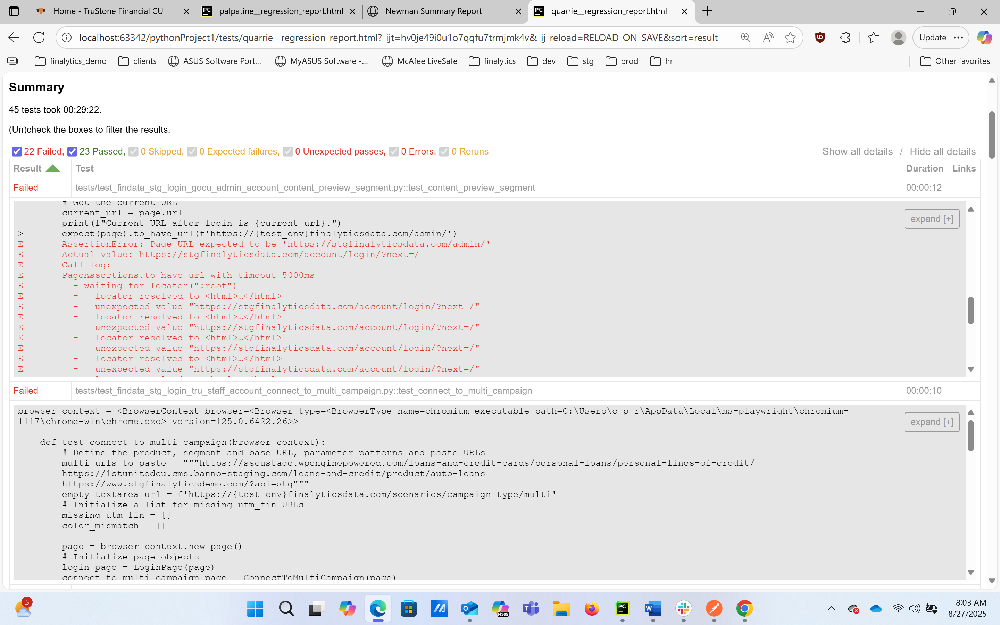 Home - TruStone Financial CU
palpatine__regression_report.html
Newman Summary Report
quarrie__regression_report.html
localhost:63342/pythonProject1/tests/quarrie__regression_report.html?_ijt=hv0je49i0u1o7qqfu7trmjmk4v&_ij_reload=RELOAD_ON_SAVE&sort=result
Update
finalytics_demo
clients
ASUS Software Port...
MyASUS Software -...
McAfee LiveSafe
finalytics
dev
stg
prod
hr
Other favorites
Summary
45 tests took 00:29:22.
(Un)check the boxes to filter the results.
22 Failed, 23 Passed, 0 Skipped, 0 Expected failures, 0 Unexpected passes, 0 Errors, 0 Reruns
Show all details / Hide all details
Result Test Duration Links
Failed tests/test_findata_stg_login_gocu_admin_account_content_preview_segment.py::test_content_preview_segment 00:00:12
expand [+]
# Get the current URL
current_url = page.url
print(f"Current URL after login is {current_url}.")
> expect(page).to_have_url(f'https://{test_env}finalyticsdata.com/admin/')
E AssertionError: Page URL expected to be 'https://stgfinalyticsdata.com/admin/'
E Actual value: https://stgfinalyticsdata.com/account/login/?next=/
E Call log:
E PageAssertions.to_have_url with timeout 5000ms
E - waiting for locator(":root")
E - locator resolved to <html>…</html>
E - unexpected value "https://stgfinalyticsdata.com/account/login/?next=/"
E - locator resolved to <html>…</html>
E - unexpected value "https://stgfinalyticsdata.com/account/login/?next=/"
E - locator resolved to <html>…</html>
E - unexpected value "https://stgfinalyticsdata.com/account/login/?next=/"
E - locator resolved to <html>…</html>
E - unexpected value "https://stgfinalyticsdata.com/account/login/?next=/"
Failed tests/test_findata_stg_login_tru_staff_account_connect_to_multi_campaign.py::test_connect_to_multi_campaign 00:00:10
expand [+]
browser_context = <BrowserContext browser=<Browser type=<BrowserType name=chromium executable_path=C:\Users\c_p_r\AppData\Local\ms-playwright\chromium-
1117\chrome-win\chrome.exe> version=125.0.6422.26>>
def test_connect_to_multi_campaign(browser_context):
# Define the product, segment and base URL, parameter patterns and paste URLs
multi_urls_to_paste = """https://sscustage.wpenginepowered.com/loans-and-credit-cards/personal-loans/personal-lines-of-credit/
https://1stunitedcu.cms.banno-staging.com/loans-and-credit/product/auto-loans
https://www.stgfinalyticsdemo.com/?api=stg"""
empty_textarea_url = f'https://{test_env}finalyticsdata.com/scenarios/campaign-type/multi'
# Initialize a list for missing utm_fin URLs
missing_utm_fin = []
color_mismatch = []
page = browser_context.new_page()
# Initialize page objects
login_page = LoginPage(page)
connect_to_multi_campaign_page = ConnectToMultiCampaign(page)
5
M365
8:03 AM
8/27/2025